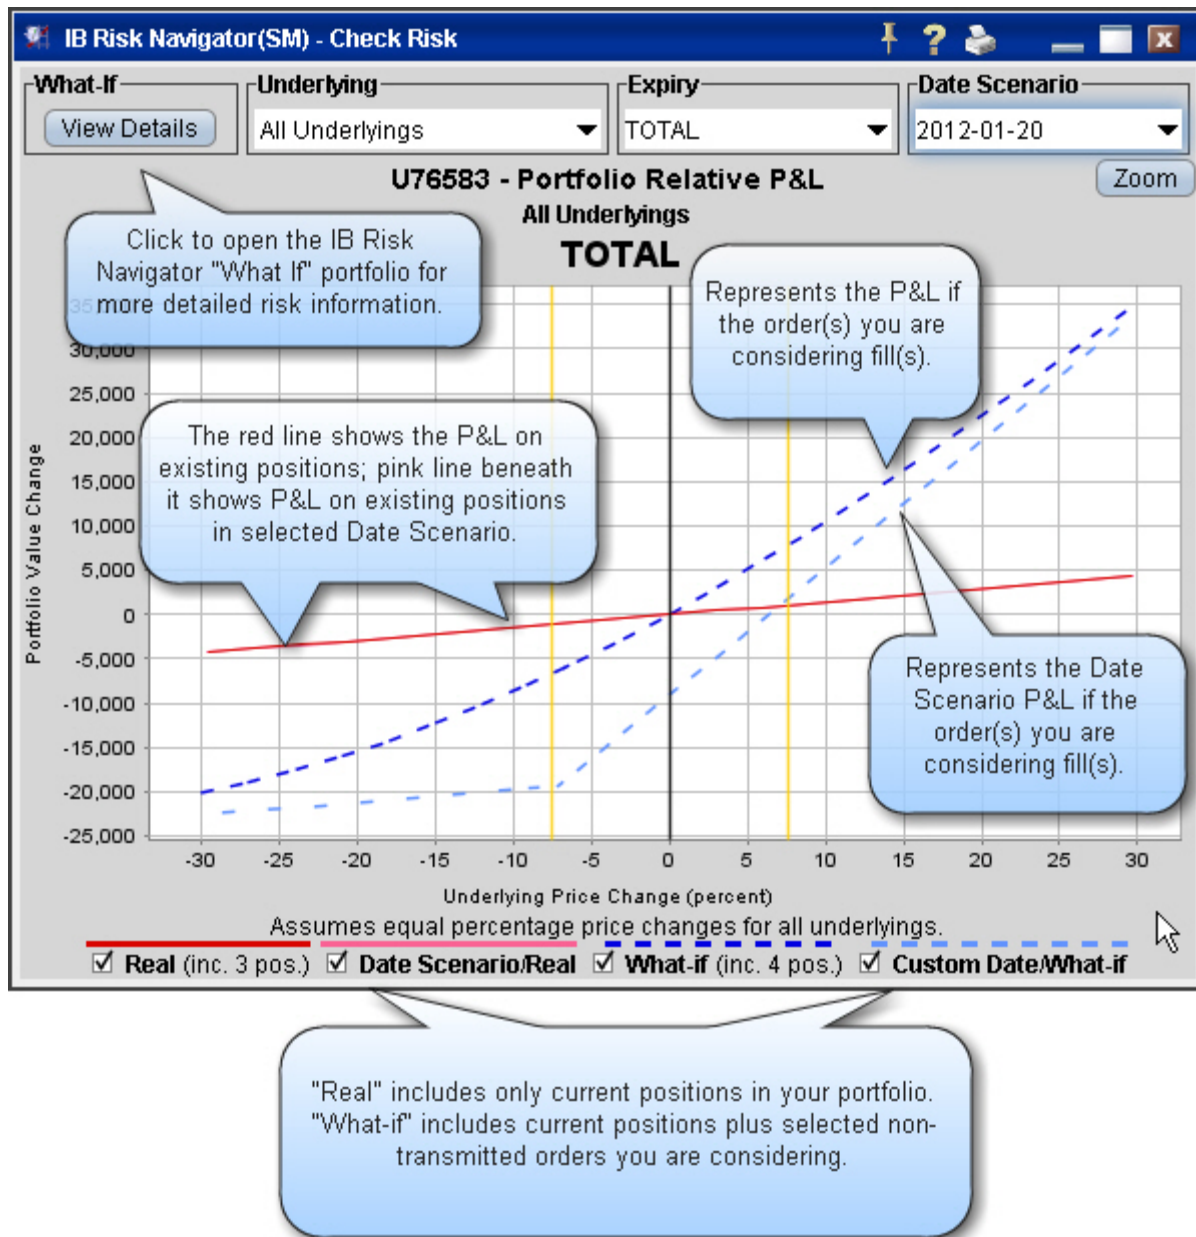 IB Risk Navigator(SM) - Check Risk
What-If
Underlying
Expiry
Date Scenario
View Details
All Underlyings
TOTAL
2012-01-20
U76583 - Portfolio Relative P&L
Zoom
All Underlyings
TOTAL
Click to open the IB Risk
Navigator "What If" portfolio for
more detailed risk information.
Represents the P&L if
the order(s) you are
considering fill(s).
The red line shows the P&L on
existing positions; pink line beneath
it shows P&L on existing positions
in selected Date Scenario.
Represents the Date
Scenario P&L if the
order(s) you are
considering fill(s).
Portfolio Value Change
30,000
25,000
20,000
15,000
10,000
5,000
0
-5,000
-10,000
-15,000
-20,000
-25,000
-30 -25 -20 -15 -10 -5 0 5 10 15 20 25 30
Underlying Price Change (percent)
Assumes equal percentage price changes for all underlyings.
Real (inc. 3 pos.) Date Scenario/Real What-if (inc. 4 pos.) Custom Date/What-if
"Real" includes only current positions in your portfolio.
"What-if" includes current positions plus selected non-
transmitted orders you are considering.